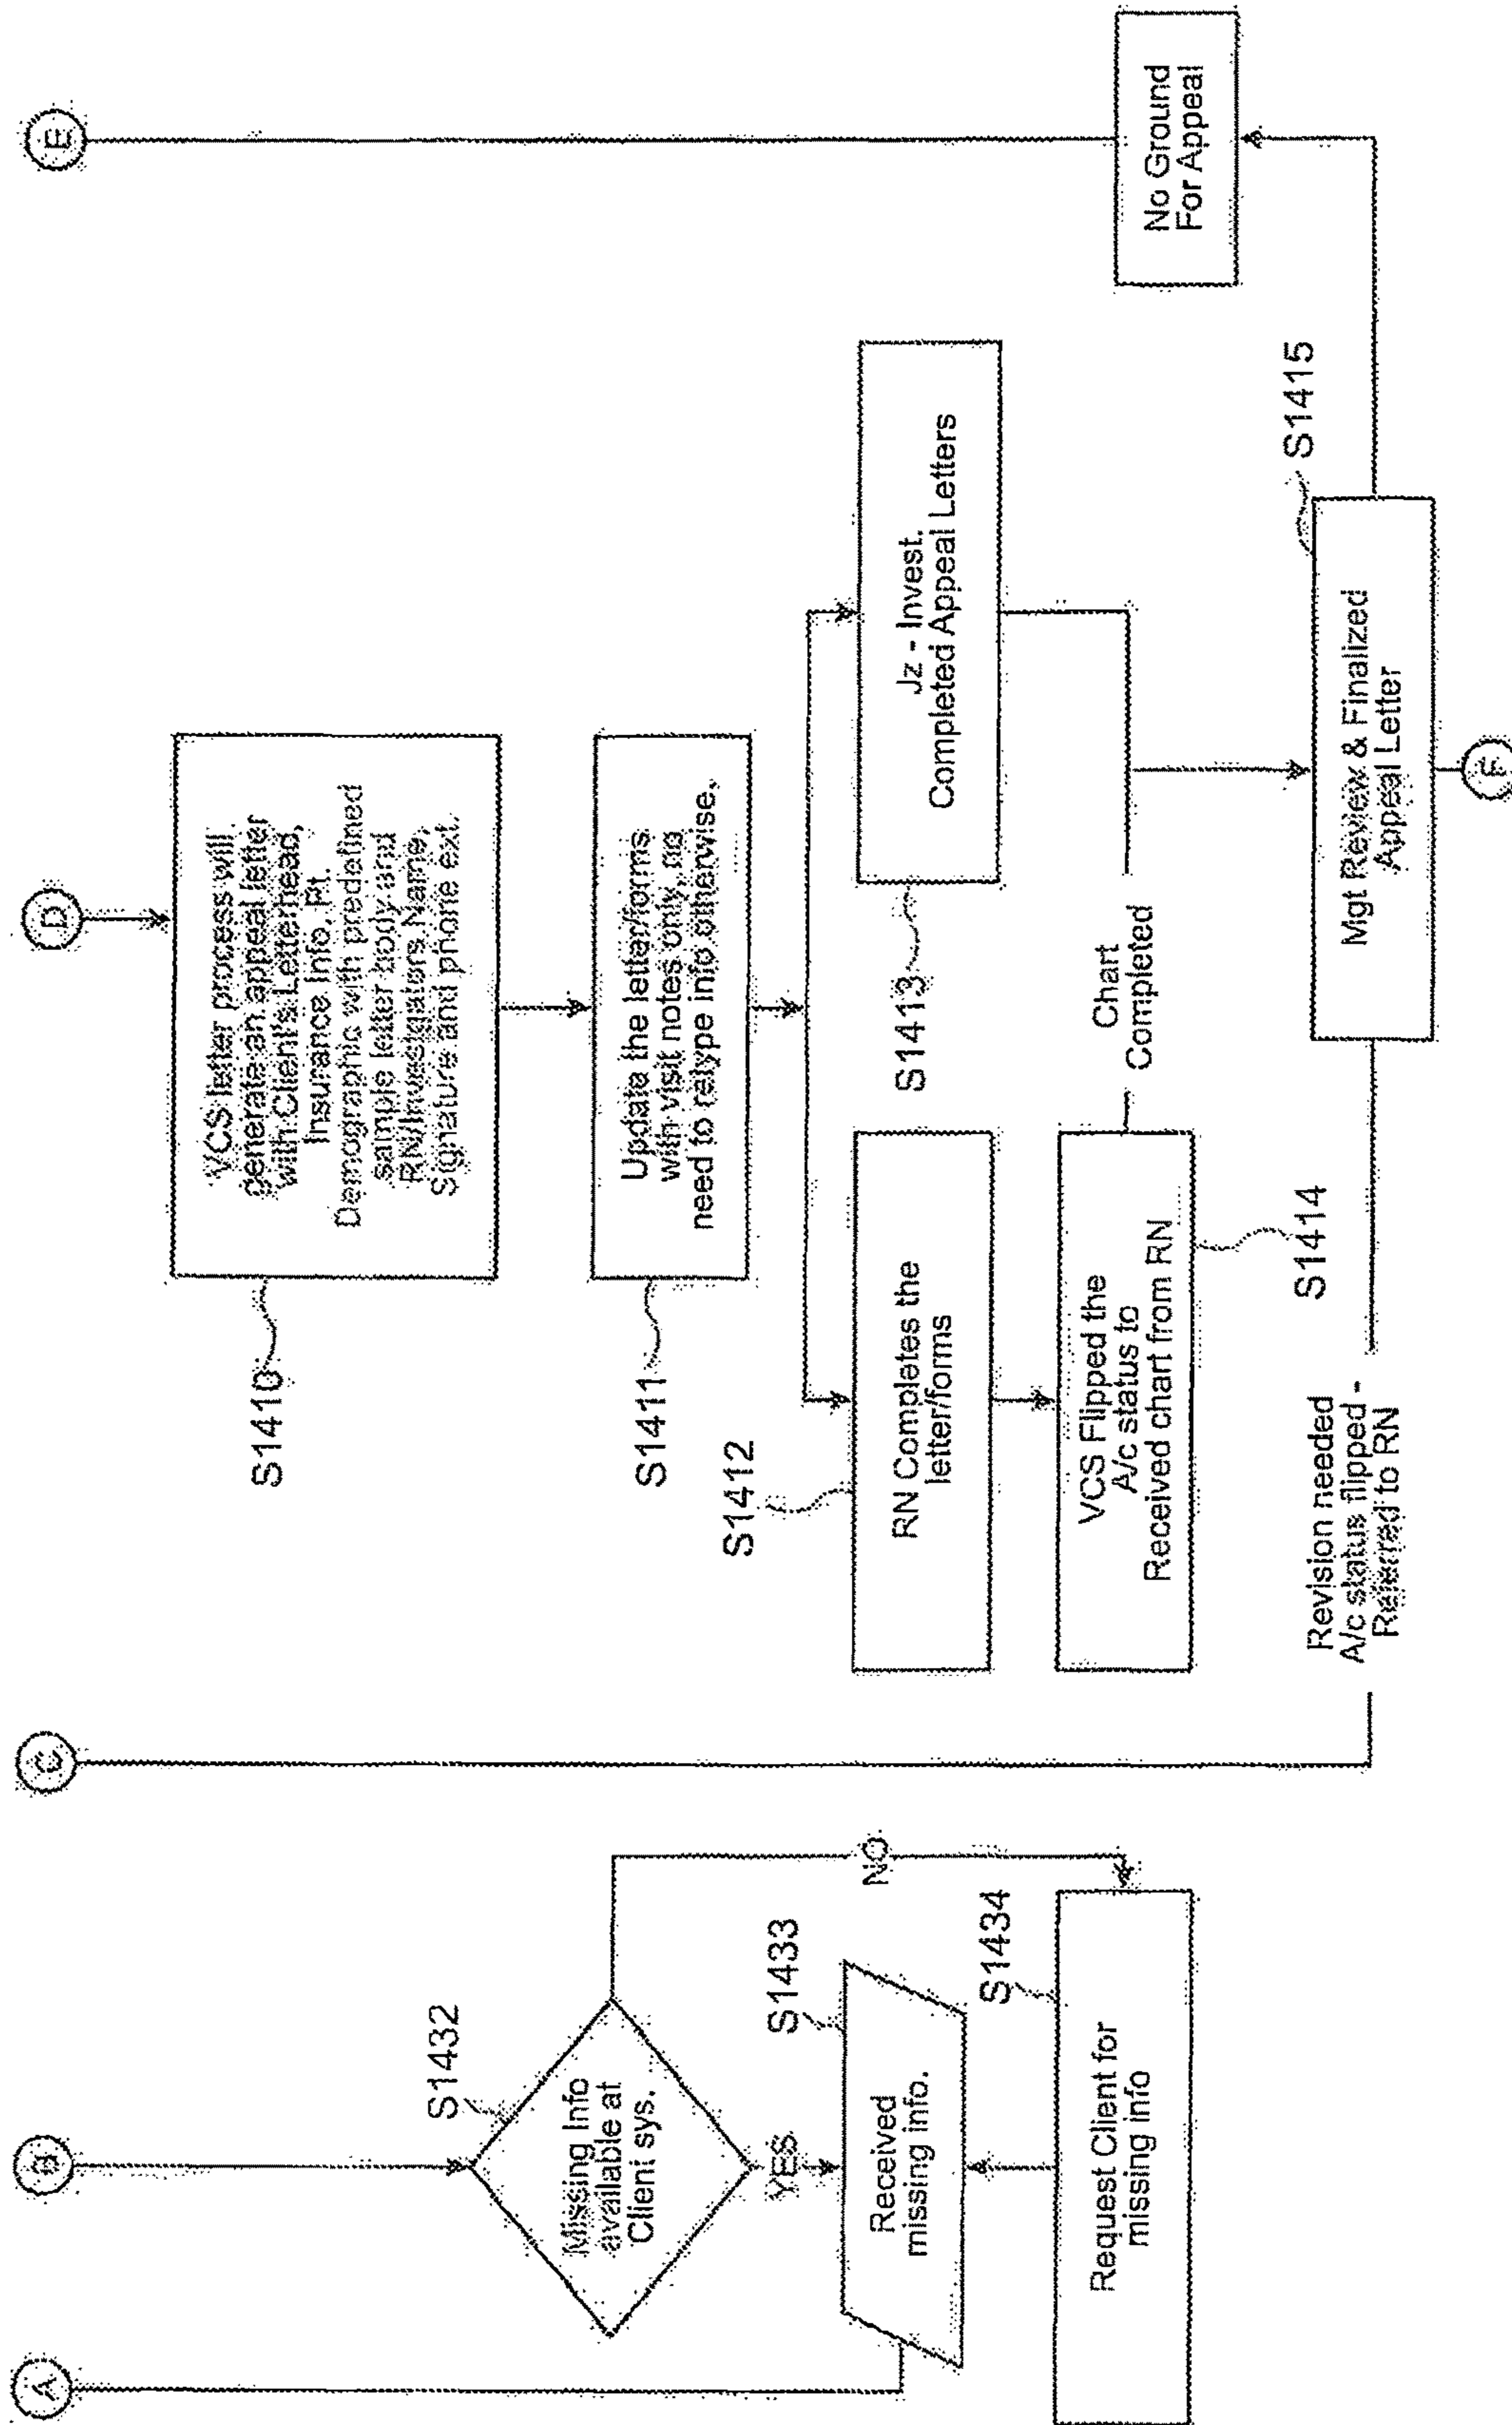 A
B
C
D
E
S1432
Missing Info
available at
Client sys.
YES
NO
S1433
Received
missing info.
S1434
Request Client for
missing info
S1410
VCS letter process will
generate an appeal letter
with Client's Letterhead,
Insurance Info, Pt.
Demographic with predefined
sample letter body and
RN/Investigators Name,
Signature and phone ext.
S1411
Update the letter/forms
with visit notes only, no
need to retype info otherwise.
S1412
RN Completes the
letter/forms
S1413
Jz - Invest.
Completed Appeal Letters
VCS Flipped the
A/c status to
Received chart from RN
S1414
Chart
Completed
No Ground
For Appeal
S1415
Mgt Review & Finalized
Appeal Letter
Revision needed
A/c status flipped -
Referred to RN
F